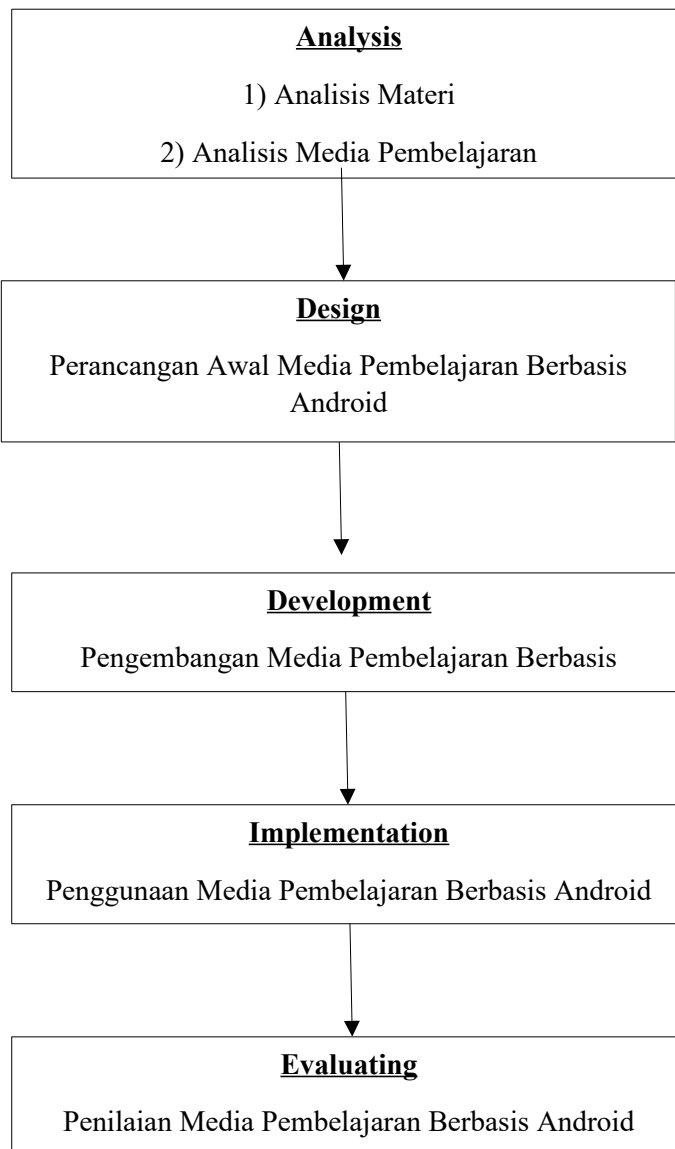 Analysis
1) Analisis Materi
2) Analisis Media Pembelajaran
Design
Perancangan Awal Media Pembelajaran Berbasis
Android
Development
Pengembangan Media Pembelajaran Berbasis
Implementation
Penggunaan Media Pembelajaran Berbasis Android
Evaluating
Penilaian Media Pembelajaran Berbasis Android